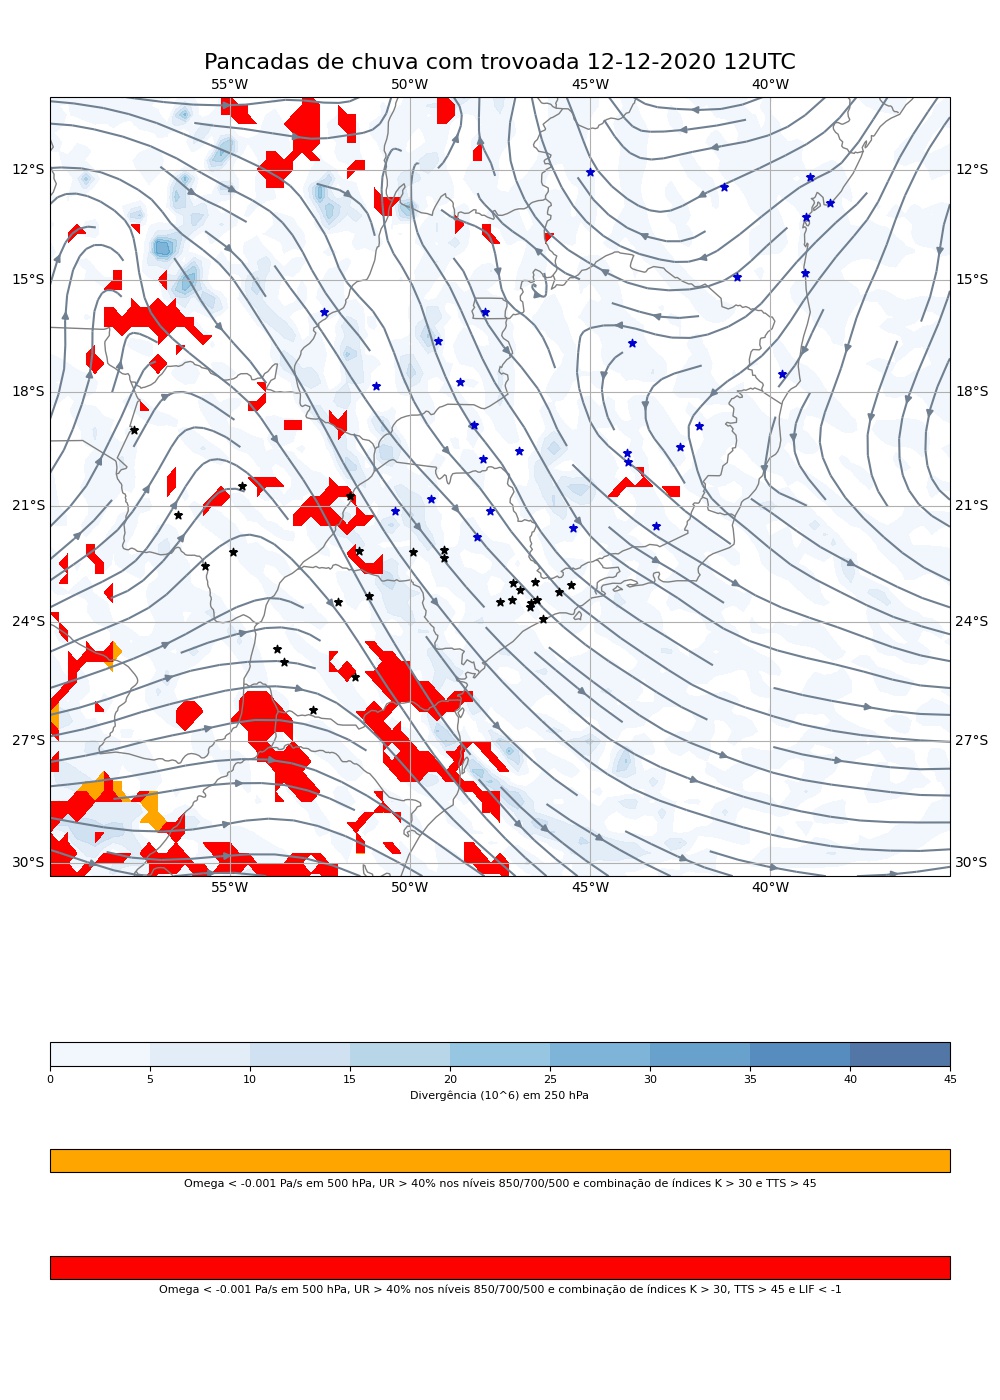 Pancadas de chuva com trovoada 12-12-2020 12UTC
55°W 50°W 45°W 40°W
12°S 12°S
15°S 15°S
18°S 18°S
21°S 21°S
24°S 24°S
27°S 27°S
30°S 30°S
55°W 50°W 45°W 40°W
0 5 10 15 20 25 30 35 40 45
Divergência (10^6) em 250 hPa
Omega < -0.001 Pa/s em 500 hPa, UR > 40% nos níveis 850/700/500 e combinação de índices K > 30 e TTS > 45
Omega < -0.001 Pa/s em 500 hPa, UR > 40% nos níveis 850/700/500 e combinação de índices K > 30, TTS > 45 e LIF < -1